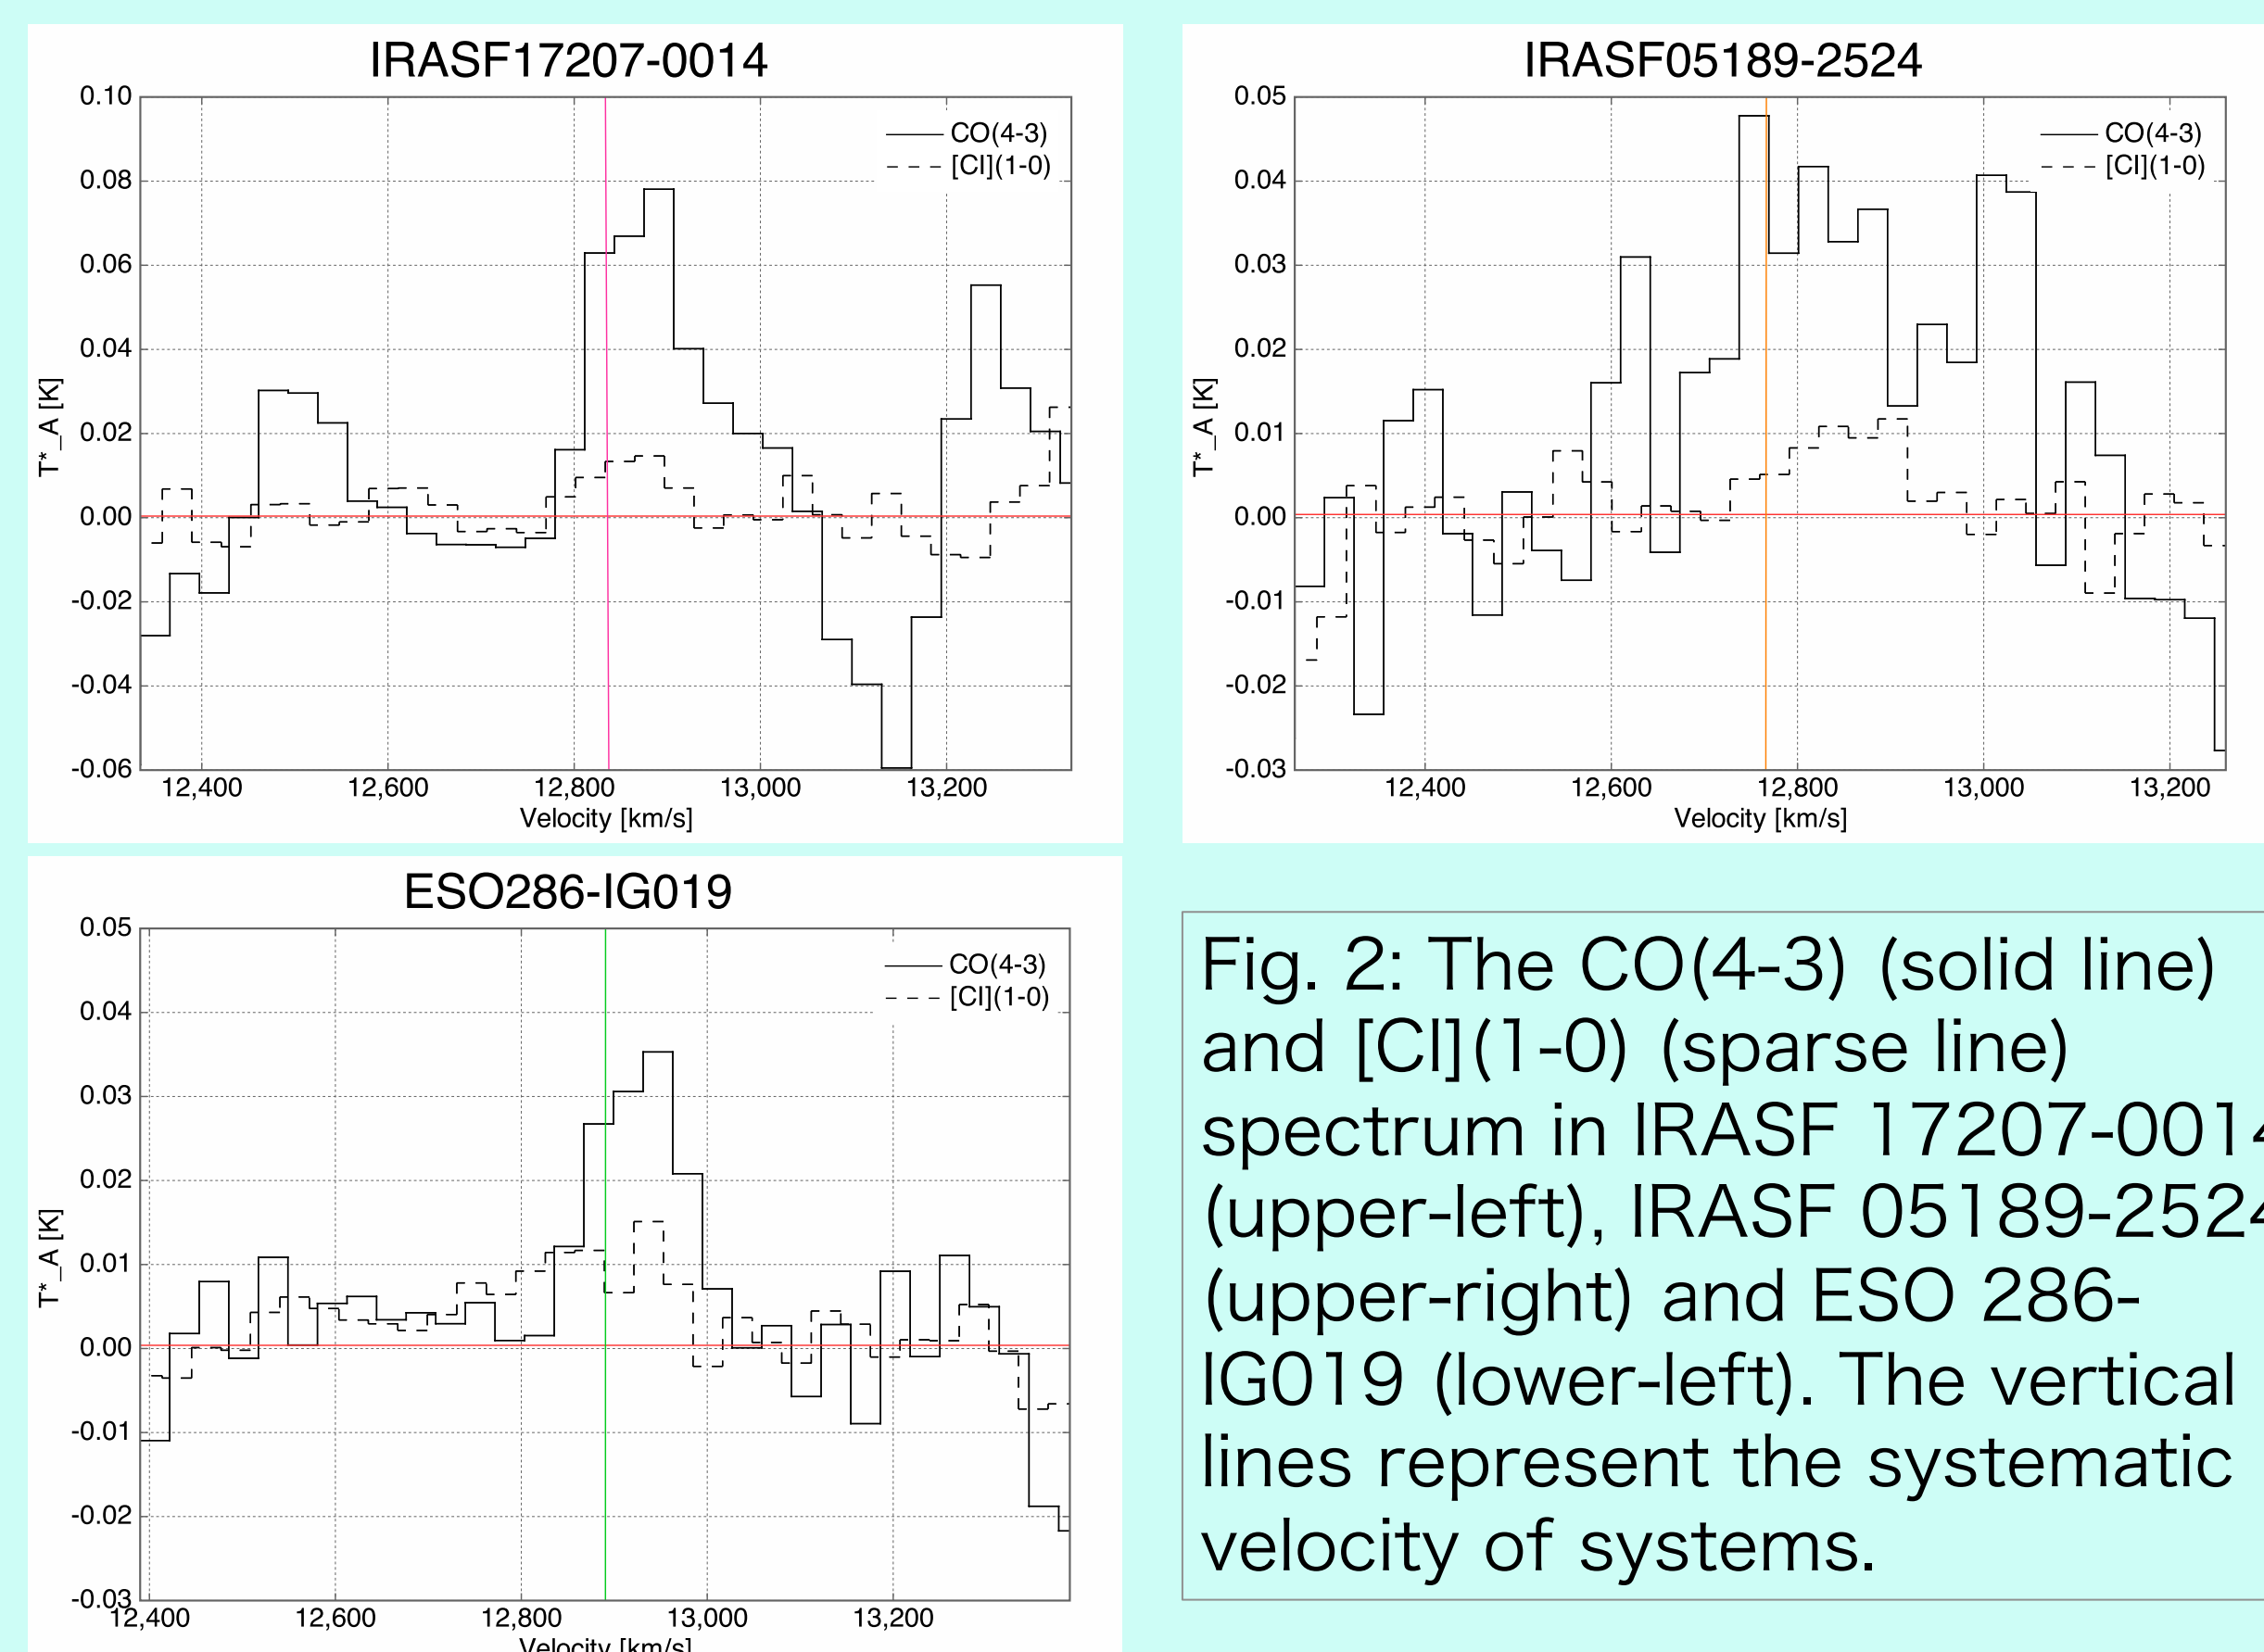 IRASF17207-0014
CO(4-3)
[CI](1-0)
0.10
0.08
0.06
0.04
0.02
0.00
-0.02
-0.04
-0.06
T*_A [K]
12,400 12,600 12,800 13,000 13,200
Velocity [km/s]
IRASF05189-2524
CO(4-3)
[CI](1-0)
0.05
0.04
0.03
0.02
0.01
0.00
-0.01
-0.02
-0.03
T*_A [K]
12,400 12,600 12,800 13,000 13,200
Velocity [km/s]
ESO286-IG019
CO(4-3)
[CI](1-0)
0.05
0.04
0.03
0.02
0.01
0.00
-0.01
-0.02
-0.03
T*_A [K]
12,400 12,600 12,800 13,000 13,200
Velocity [km/s]
Fig. 2: The CO(4-3) (solid line)
and [CI](1-0) (sparse line)
spectrum in IRASF 17207-0014
(upper-left), IRASF 05189-2524
(upper-right) and ESO 286-
IG019 (lower-left). The vertical
lines represent the systematic
velocity of systems.